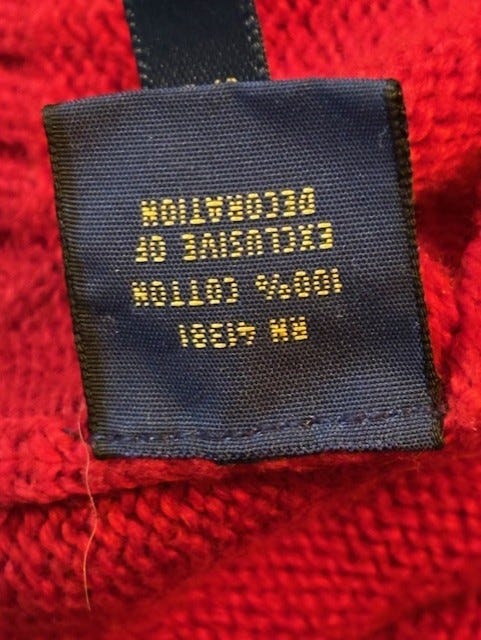 RN 41381
100% COTTON
EXCLUSIVE OF
DECORATION